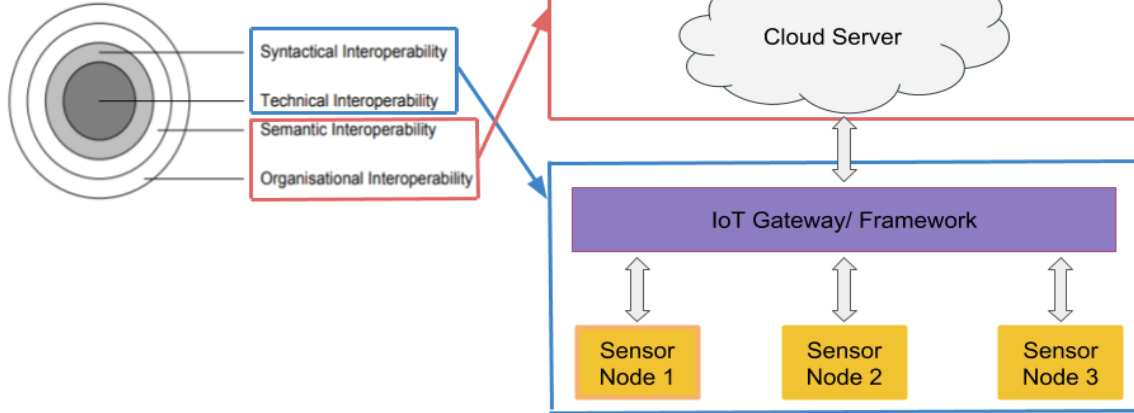 Syntactical Interoperability
Technical Interoperability
Semantic Interoperability
Organisational Interoperability
Cloud Server
IoT Gateway/ Framework
Sensor
Node 1
Sensor
Node 2
Sensor
Node 3